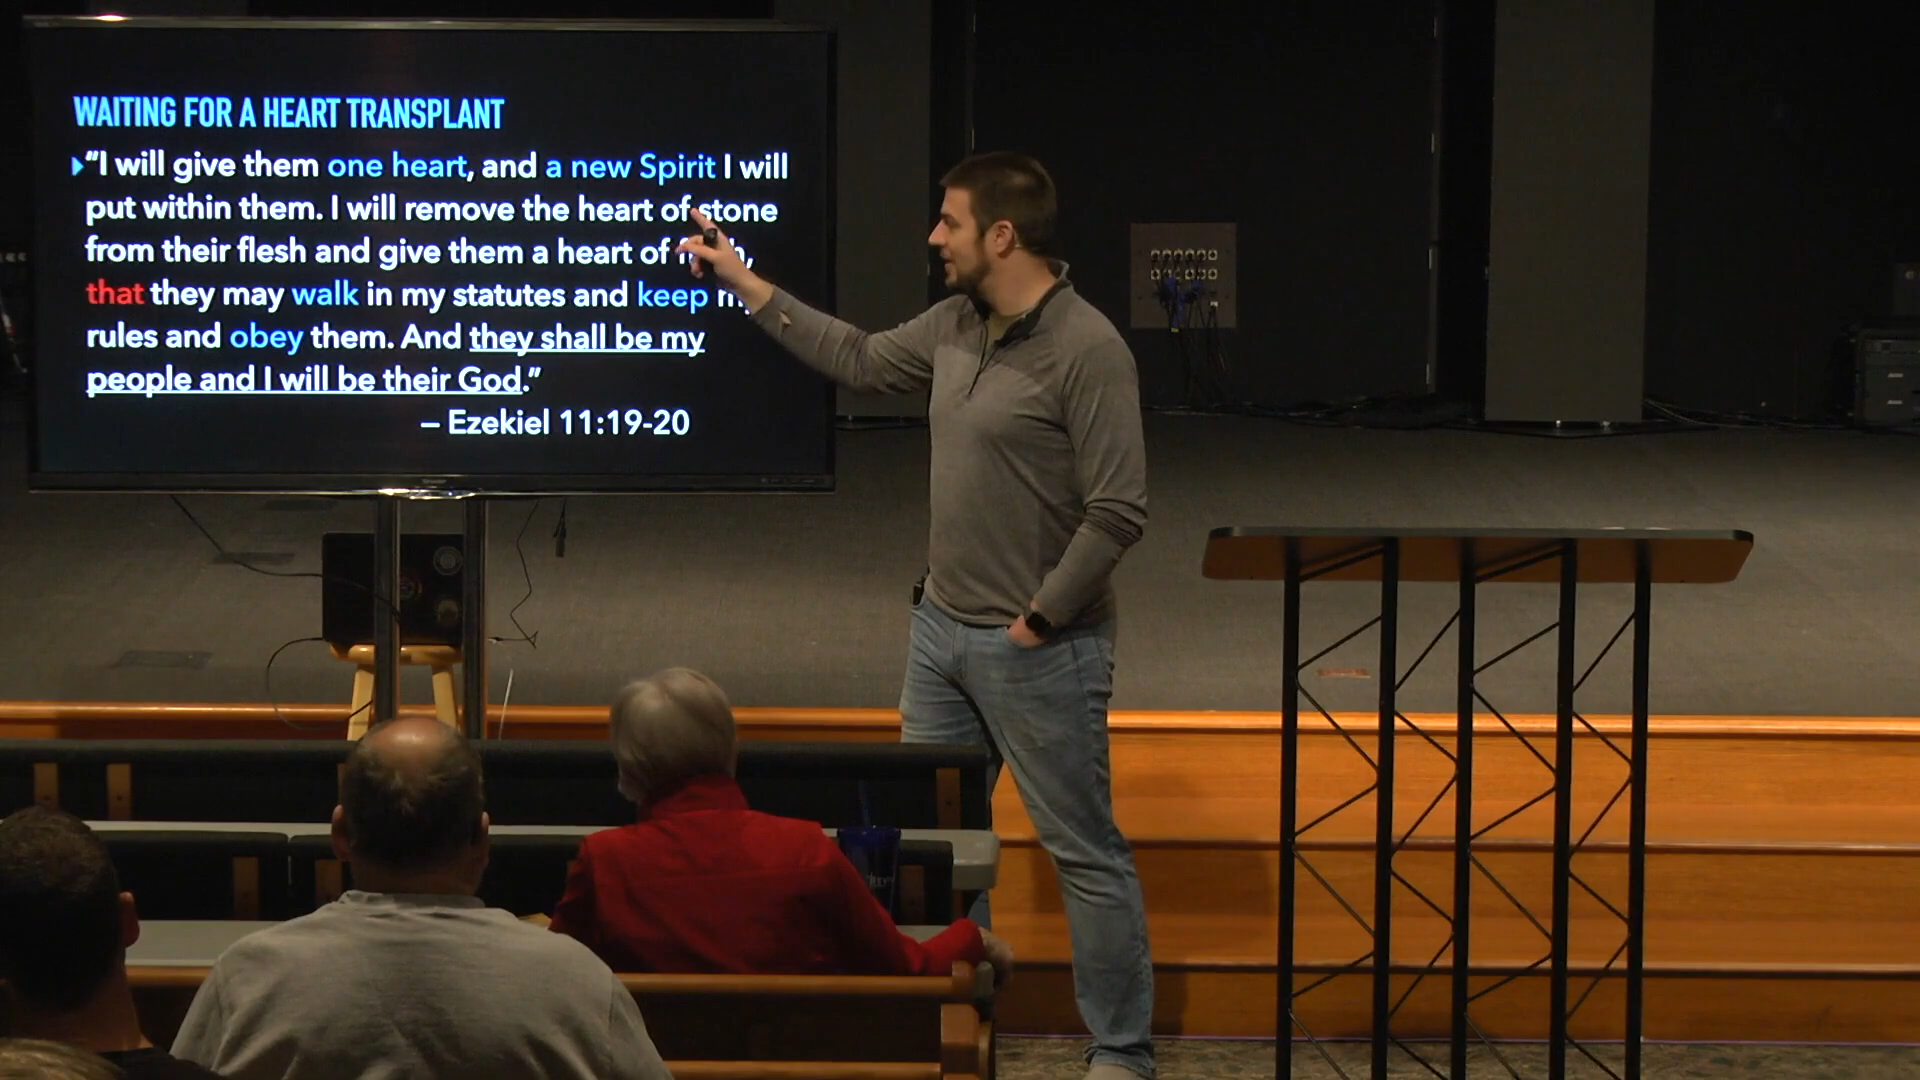 WAITING FOR A HEART TRANSPLANT
“I will give them one heart, and a new Spirit I will
put within them. I will remove the heart of stone
from their flesh and give them a heart of
that they may walk in my statutes and keep
rules and obey them. And they shall be my
people and I will be their God.”
– Ezekiel 11:19-20
SHARP